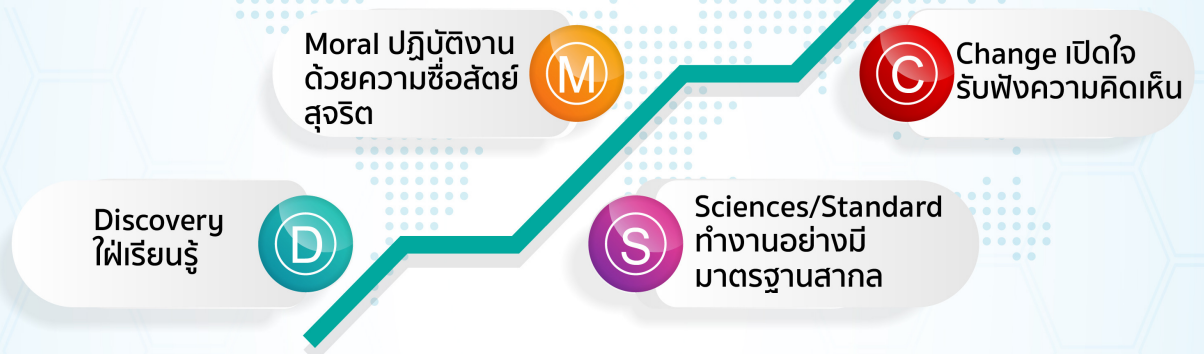 Moral ปฏิบัติงาน
ด้วยความซื่อสัตย์
สุจริต
M
C
Change เปิดใจ
รับฟังความคิดเห็น
Discovery
ใฝ่เรียนรู้
D
S
Sciences/Standard
ทำงานอย่างมี
มาตรฐานสากล